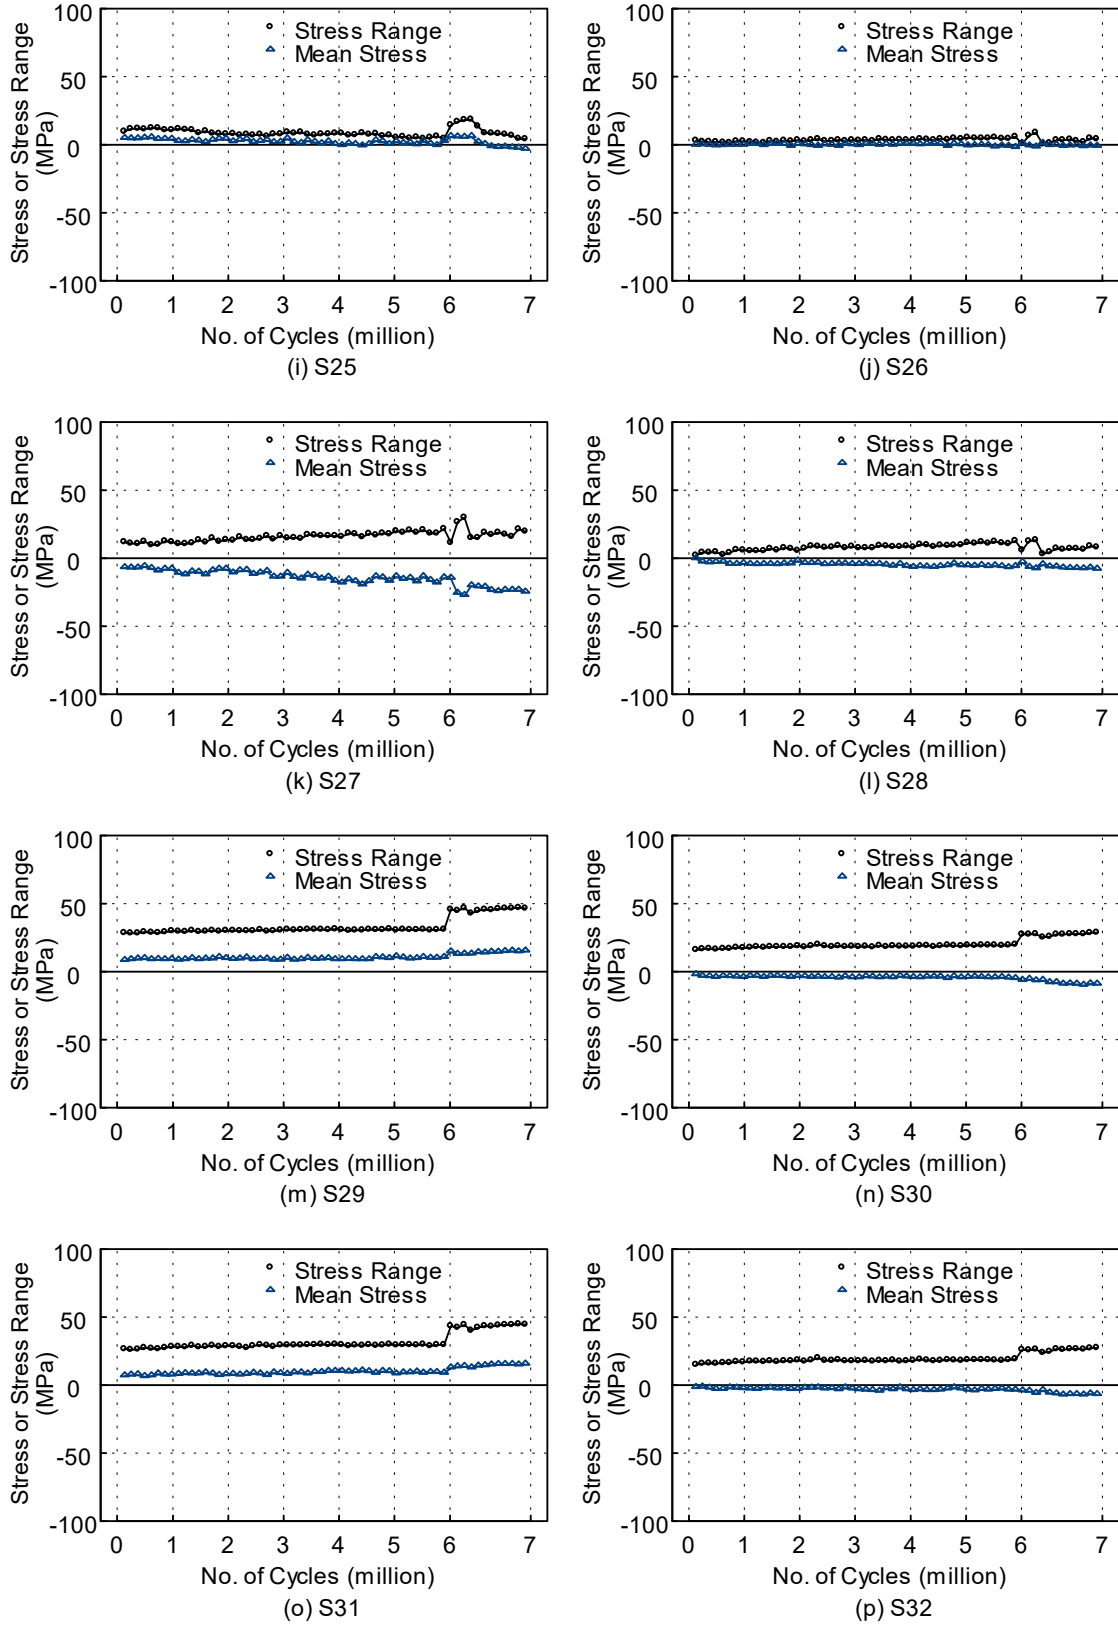 Stress or Stress Range
(MPa)
100
50
0
-50
-100
Stress Range
Mean Stress
0 1 2 3 4 5 6 7
No. of Cycles (million)
(i) S25
Stress or Stress Range
(MPa)
100
50
0
-50
-100
Stress Range
Mean Stress
0 1 2 3 4 5 6 7
No. of Cycles (million)
(j) S26
Stress or Stress Range
(MPa)
100
50
0
-50
-100
Stress Range
Mean Stress
0 1 2 3 4 5 6 7
No. of Cycles (million)
(k) S27
Stress or Stress Range
(MPa)
100
50
0
-50
-100
Stress Range
Mean Stress
0 1 2 3 4 5 6 7
No. of Cycles (million)
(l) S28
Stress or Stress Range
(MPa)
100
50
0
-50
-100
Stress Range
Mean Stress
0 1 2 3 4 5 6 7
No. of Cycles (million)
(m) S29
Stress or Stress Range
(MPa)
100
50
0
-50
-100
Stress Range
Mean Stress
0 1 2 3 4 5 6 7
No. of Cycles (million)
(n) S30
Stress or Stress Range
(MPa)
100
50
0
-50
-100
Stress Range
Mean Stress
0 1 2 3 4 5 6 7
No. of Cycles (million)
(o) S31
Stress or Stress Range
(MPa)
100
50
0
-50
-100
Stress Range
Mean Stress
0 1 2 3 4 5 6 7
No. of Cycles (million)
(p) S32